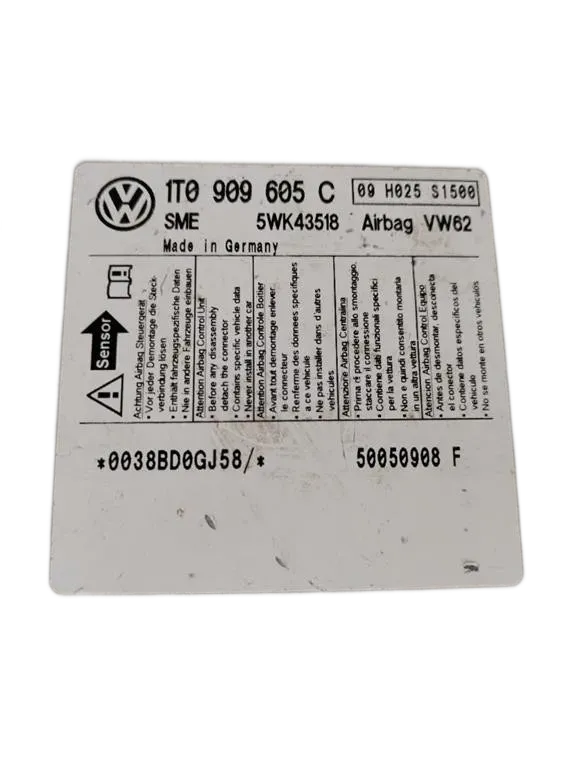 1T0 909 605 C
09 H025 S1500
SME
5WK43518
Airbag VW62
Made in Germany
Sensor
Achtung Airbag Steuergerät
• Vor jeder Demontage die Steck-
verbindung lösen
• Enthält fahrzeugspezifische Daten
• Nie in andere Fahrzeuge einbauen
Attention Airbag Control Unit
• Before any disassembly
detach the connector
• Contains specific vehicle data
• Never install in another car
Attention Airbag Controle Boitier
• Avant tout demontage enlever
le connecteur
• Renferme des donnees specifiques
a ce vehicule
• Ne pas installer dans d'autres
vehicules
Attenzione Airbag Centralina
• Prima di procedere allo smontaggio,
staccare il connessione
• Contiene dati funzionali specifici
per la vettura
• Non e quindi consentito montarla
in un altra vettura
Atencion Airbag Control Equipo
• Antes de desmontar, desconecta
el conector
• Contiene datos especificos del
vehiculo
• No se monte en otros vehiculos
*0038BD0GJ58/*
50050908 F